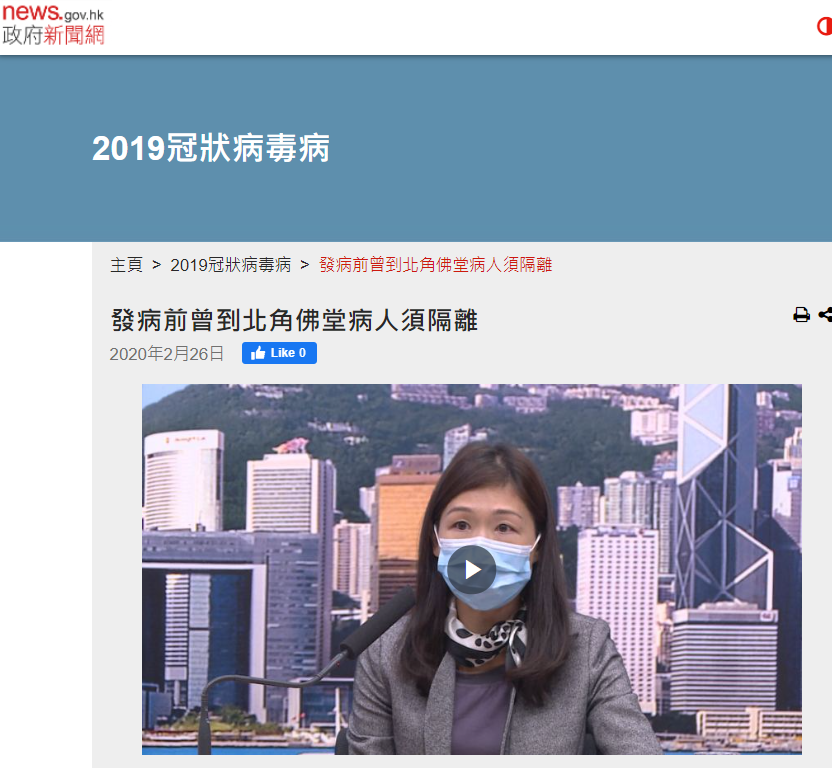 news.gov.hk
政府新聞網
2019冠狀病毒病
主頁 > 2019冠狀病毒病 > 發病前曾到北角佛堂病人須隔離
發病前曾到北角佛堂病人須隔離
2020年2月26日 Like 0